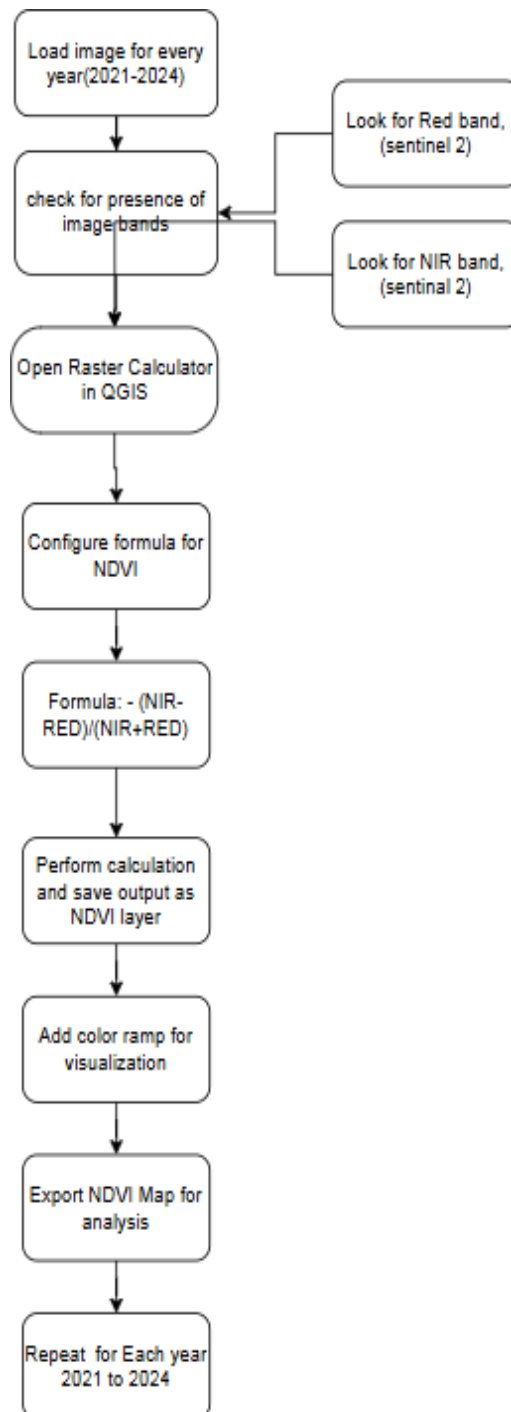 Load image for every
year(2021-2024)
Look for Red band,
(sentinel 2)
check for presence of
image bands
Look for NIR band,
(sentinal 2)
Open Raster Calculator
in QGIS
Configure formula for
NDVI
Formula: - (NIR-
RED)/(NIR+RED)
Perform calculation
and save output as
NDVI layer
Add color ramp for
visualization
Export NDVI Map for
analysis
Repeat for Each year
2021 to 2024